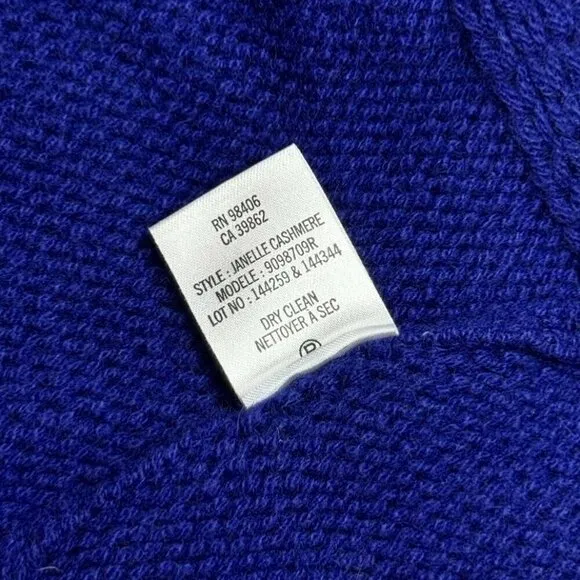 RN 98406
CA 39862
STYLE : JANELLE CASHMERE
MODELE : 9098709R
LOT NO : 144259 & 144344
DRY CLEAN
NETTOYER A SEC
P